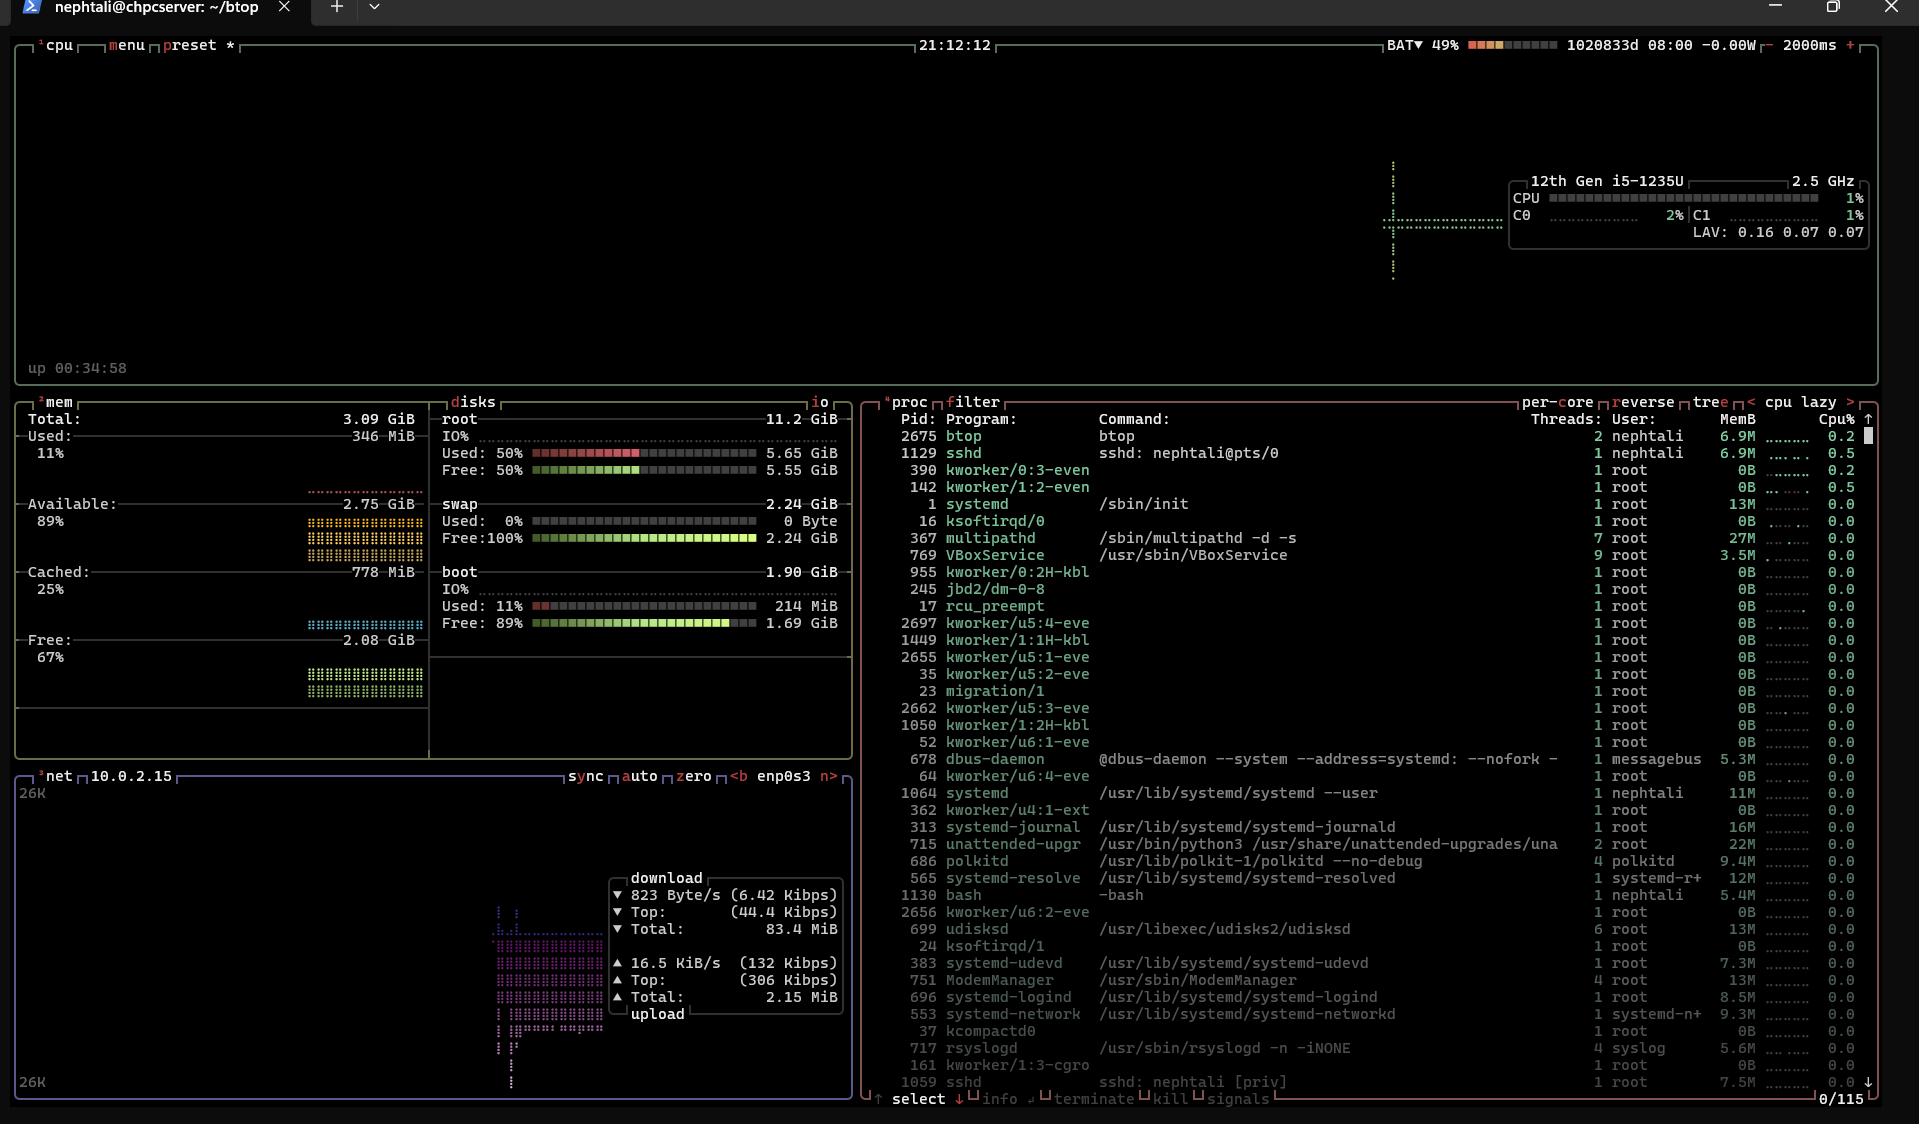 nephtali@chpcserver: ~/btop
¹cpu menu preset * 21:12:12 BAT▼ 49% 1020833d 08:00 -0.00W - 2000ms +
12th Gen i5-1235U 2.5 GHz
CPU 1%
C0 2% C1 1%
LAV: 0.16 0.07 0.07
up 00:34:58
²mem
Total: 3.09 GiB
Used: 346 MiB
11%
Available: 2.75 GiB
89%
Cached: 778 MiB
25%
Free: 2.08 GiB
67%
disks io
root 11.2 GiB
IO%
Used: 50% 5.65 GiB
Free: 50% 5.55 GiB
swap 2.24 GiB
Used: 0% 0 Byte
Free:100% 2.24 GiB
boot 1.90 GiB
IO%
Used: 11% 214 MiB
Free: 89% 1.69 GiB
³net 10.0.2.15 sync auto zero <b enp0s3 n>
26K
download
▼ 823 Byte/s (6.42 Kibps)
▼ Top: (44.4 Kibps)
▼ Total: 83.4 MiB
▲ 16.5 KiB/s (132 Kibps)
▲ Top: (306 Kibps)
▲ Total: 2.15 MiB
upload
26K
⁴proc filter per-core reverse tree < cpu lazy >
Pid: Program: Command: Threads: User: MemB Cpu% ↑
2675 btop btop 2 nephtali 6.9M 0.2
1129 sshd sshd: nephtali@pts/0 1 nephtali 6.9M 0.5
390 kworker/0:3-even 1 root 0B 0.2
142 kworker/1:2-even 1 root 0B 0.5
1 systemd /sbin/init 1 root 13M 0.0
16 ksoftirqd/0 1 root 0B 0.0
367 multipathd /sbin/multipathd -d -s 7 root 27M 0.0
769 VBoxService /usr/sbin/VBoxService 9 root 3.5M 0.0
955 kworker/0:2H-kbl 1 root 0B 0.0
245 jbd2/dm-0-8 1 root 0B 0.0
17 rcu_preempt 1 root 0B 0.0
2697 kworker/u5:4-eve 1 root 0B 0.0
1449 kworker/1:1H-kbl 1 root 0B 0.0
2655 kworker/u5:1-eve 1 root 0B 0.0
35 kworker/u5:2-eve 1 root 0B 0.0
23 migration/1 1 root 0B 0.0
2662 kworker/u5:3-eve 1 root 0B 0.0
1050 kworker/1:2H-kbl 1 root 0B 0.0
52 kworker/u6:1-eve 1 root 0B 0.0
678 dbus-daemon @dbus-daemon --system --address=systemd: --nofork - 1 messagebus 5.3M 0.0
64 kworker/u6:4-eve 1 root 0B 0.0
1064 systemd /usr/lib/systemd/systemd --user 1 nephtali 11M 0.0
362 kworker/u4:1-ext 1 root 0B 0.0
313 systemd-journal /usr/lib/systemd/systemd-journald 1 root 16M 0.0
715 unattended-upgr /usr/bin/python3 /usr/share/unattended-upgrades/una 2 root 22M 0.0
686 polkitd /usr/lib/polkit-1/polkitd --no-debug 4 polkitd 9.4M 0.0
565 systemd-resolve /usr/lib/systemd/systemd-resolved 1 systemd-r+ 12M 0.0
1130 bash -bash 1 nephtali 5.4M 0.0
2656 kworker/u6:2-eve 1 root 0B 0.0
699 udisksd /usr/libexec/udisks2/udisksd 6 root 13M 0.0
24 ksoftirqd/1 1 root 0B 0.0
383 systemd-udevd /usr/lib/systemd/systemd-udevd 1 root 7.3M 0.0
751 ModemManager /usr/sbin/ModemManager 4 root 13M 0.0
696 systemd-logind /usr/lib/systemd/systemd-logind 1 root 8.5M 0.0
553 systemd-network /usr/lib/systemd/systemd-networkd 1 systemd-n+ 9.3M 0.0
37 kcompactd0 1 root 0B 0.0
717 rsyslogd /usr/sbin/rsyslogd -n -iNONE 4 syslog 5.6M 0.0
161 kworker/1:3-cgro 1 root 0B 0.0
1059 sshd sshd: nephtali [priv] 1 root 7.5M 0.0 ↓
↑ select ↓ info ↲ terminate kill signals 0/115